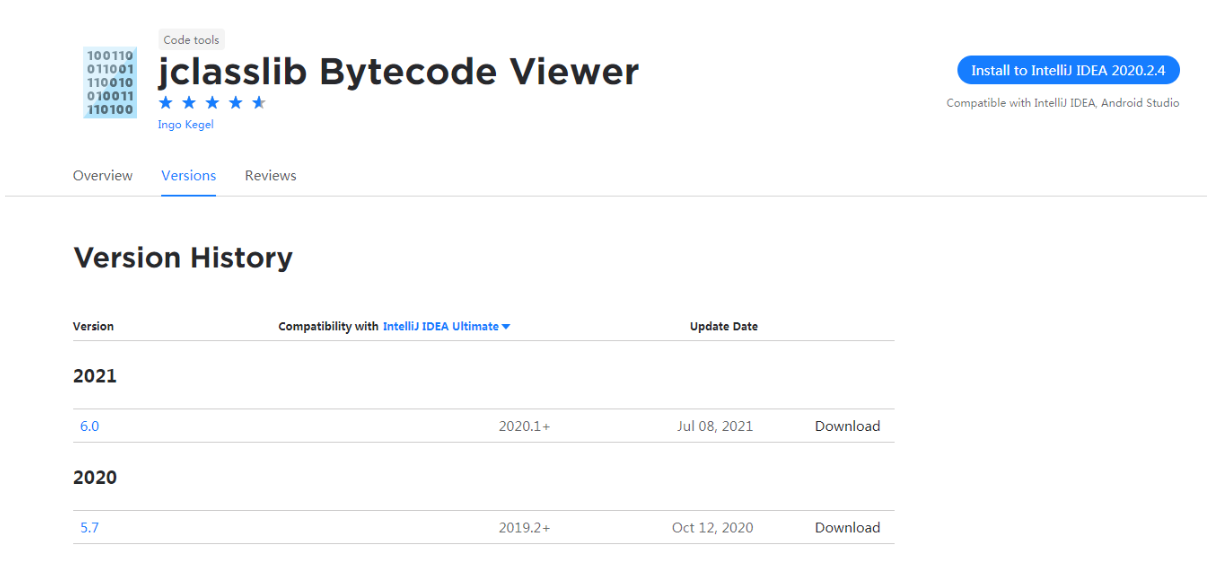 Code tools
100110
011001
110010
010011
110100
jclasslib Bytecode Viewer
Ingo Kegel
Install to IntelliJ IDEA 2020.2.4
Compatible with IntelliJ IDEA, Android Studio
Overview Versions Reviews
Version History
Version Compatibility with IntelliJ IDEA Ultimate Update Date
2021
6.0 2020.1+ Jul 08, 2021 Download
2020
5.7 2019.2+ Oct 12, 2020 Download